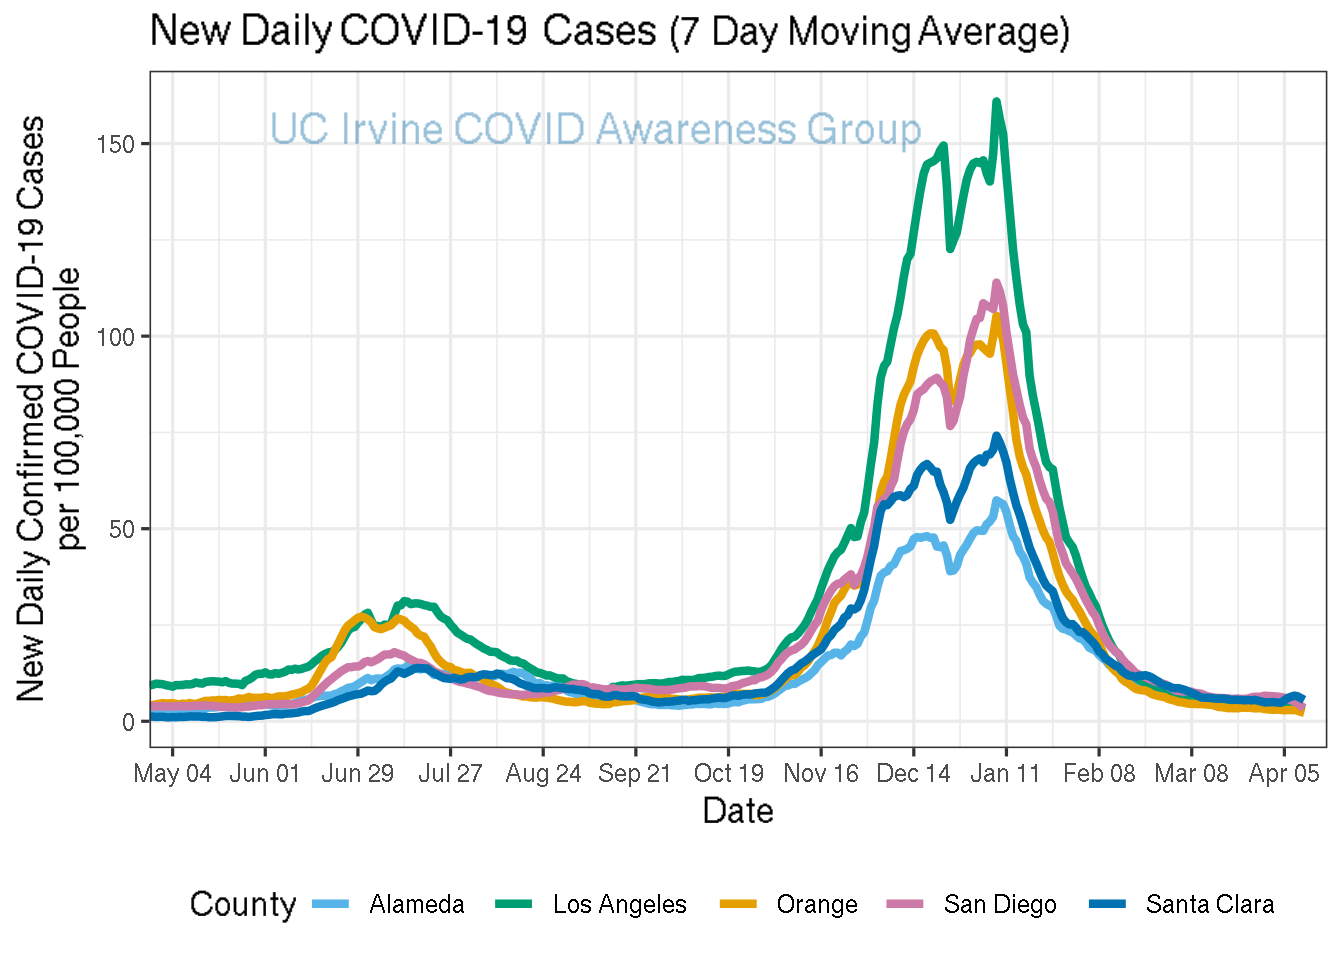 New Daily COVID-19 Cases (7 Day Moving Average)
UC Irvine COVID Awareness Group
New Daily Confirmed COVID-19 Cases
per 100,000 People
150
100
50
0
May 04 Jun 01 Jun 29 Jul 27 Aug 24 Sep 21 Oct 19 Nov 16 Dec 14 Jan 11 Feb 08 Mar 08 Apr 05
Date
County Alameda Los Angeles Orange San Diego Santa Clara